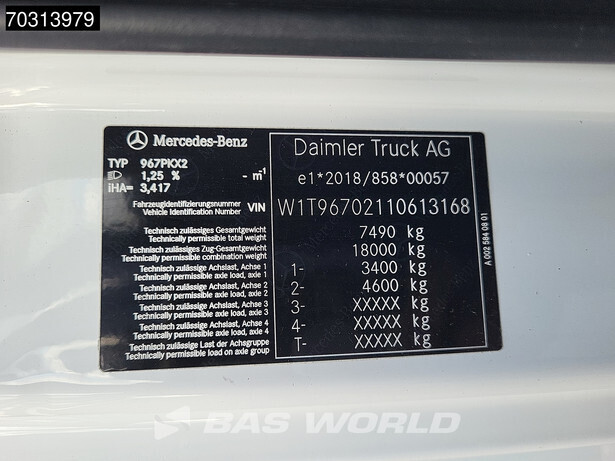 70313979
Mercedes-Benz
Daimler Truck AG
TYP 967PKX2
1,25 % - m⁻¹
iHA= 3,417
e1*2018/858*00057
Fahrzeugidentifizierungsnummer
Vehicle Identification Number VIN W1T96702110613168
Technisch zulässiges Gesamtgewicht
Technically permissible total weight 7490 kg
Technisch zulässiges Zug-Gesamtgewicht
Technically permissible combination weight 18000 kg
Technisch zulässige Achslast, Achse 1
Technically permissible axle load, axle 1 1- 3400 kg
Technisch zulässige Achslast, Achse 2
Technically permissible axle load, axle 2 2- 4600 kg
Technisch zulässige Achslast, Achse 3
Technically permissible axle load, axle 3 3- XXXXX kg
Technisch zulässige Achslast, Achse 4
Technically permissible axle load, axle 4 4- XXXXX kg
Technisch zulässige Last der Achsgruppe
Technically permissible load on axle group T- XXXXX kg
A 002 584 08 01
BAS WORLD